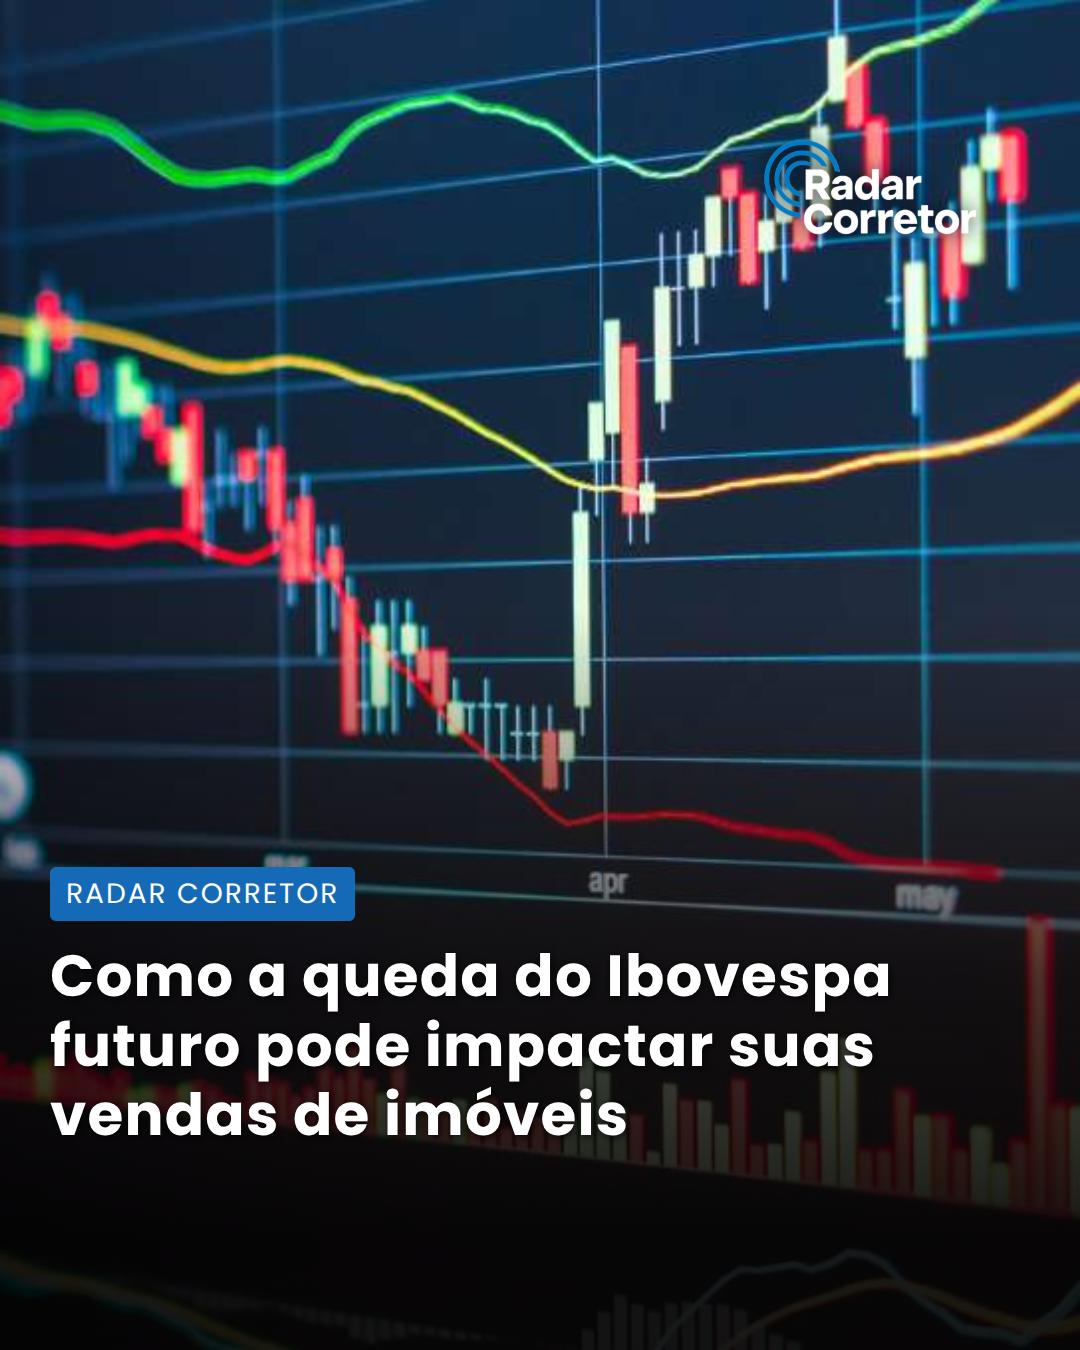 Radar
Corretor
apr
may
RADAR CORRETOR
Como a queda do Ibovespa
futuro pode impactar suas
vendas de imóveis